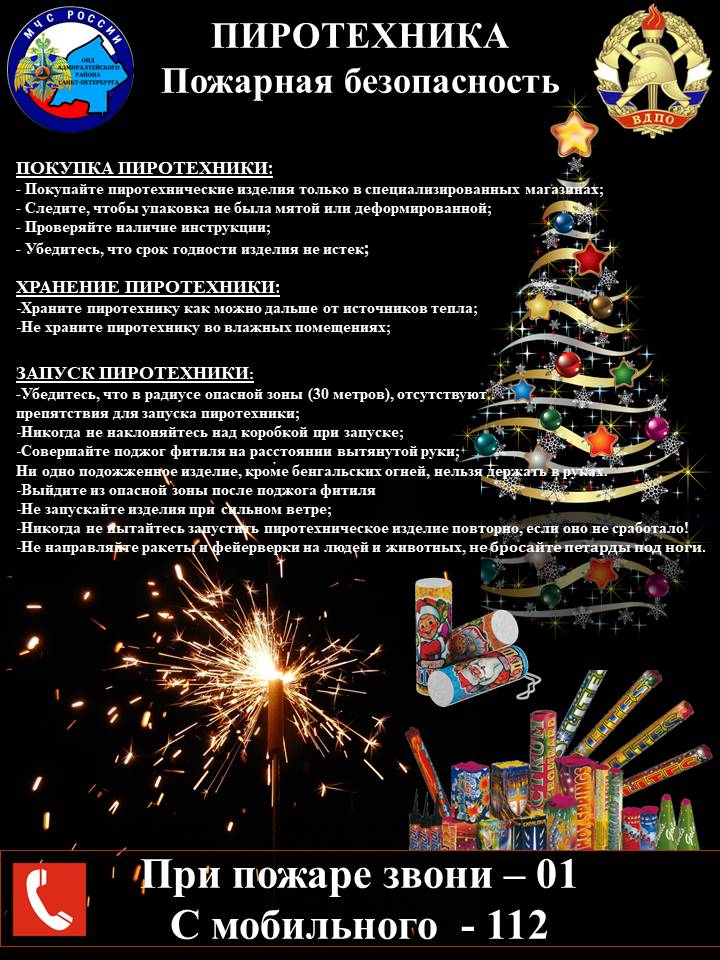 МЧС РОССИИ
ОНД
АДМИРАЛТЕЙСКОГО
РАЙОНА
САНКТ-ПЕТЕРБУРГА
ПИРОТЕХНИКА
Пожарная безопасность
ВДПО
ПОКУПКА ПИРОТЕХНИКИ:
- Покупайте пиротехнические изделия только в специализированных магазинах;
- Следите, чтобы упаковка не была мятой или деформированной;
- Проверяйте наличие инструкции;
- Убедитесь, что срок годности изделия не истек;
ХРАНЕНИЕ ПИРОТЕХНИКИ:
-Храните пиротехнику как можно дальше от источников тепла;
-Не храните пиротехнику во влажных помещениях;
ЗАПУСК ПИРОТЕХНИКИ:
-Убедитесь, что в радиусе опасной зоны (30 метров), отсутствуют
препятствия для запуска пиротехники;
-Никогда не наклоняйтесь над коробкой при запуске;
-Совершайте поджог фитиля на расстоянии вытянутой руки;
Ни одно подожженное изделие, кроме бенгальских огней, нельзя держать в руках.
-Выйдите из опасной зоны после поджога фитиля
-Не запускайте изделия при сильном ветре;
-Никогда не пытайтесь запустить пиротехническое изделие повторно, если оно не сработало!
-Не направляйте ракеты и фейерверки на людей и животных, не бросайте петарды под ноги.
При пожаре звони – 01
С мобильного - 112